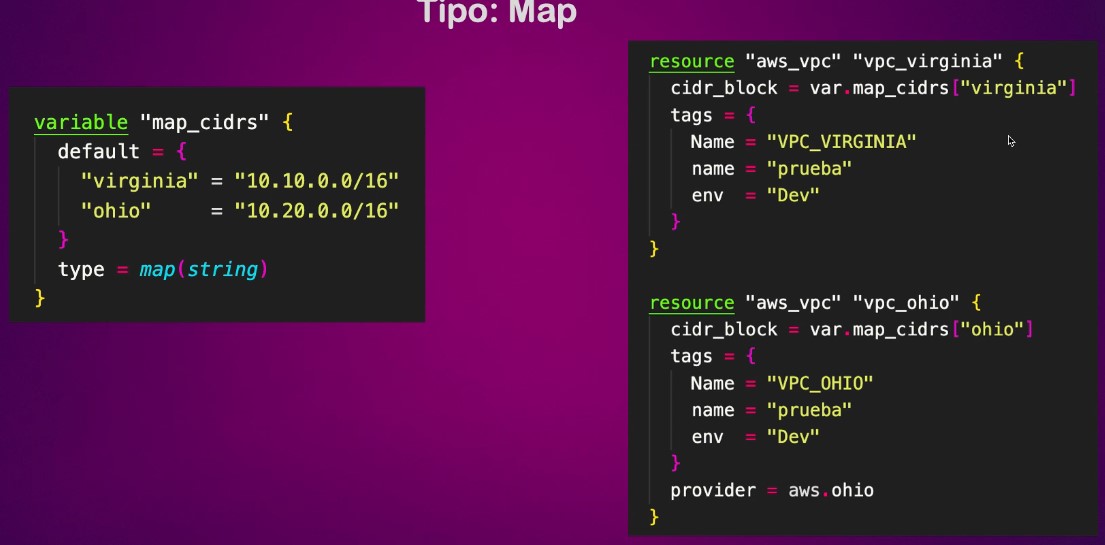 Tipo: Map
variable "map_cidrs" {
  default = {
    "virginia" = "10.10.0.0/16"
    "ohio"     = "10.20.0.0/16"
  }
  type = map(string)
}
resource "aws_vpc" "vpc_virginia" {
  cidr_block = var.map_cidrs["virginia"]
  tags = {
    Name = "VPC_VIRGINIA"
    name = "prueba"
    env  = "Dev"
  }
}
resource "aws_vpc" "vpc_ohio" {
  cidr_block = var.map_cidrs["ohio"]
  tags = {
    Name = "VPC_OHIO"
    name = "prueba"
    env  = "Dev"
  }
  provider = aws.ohio
}